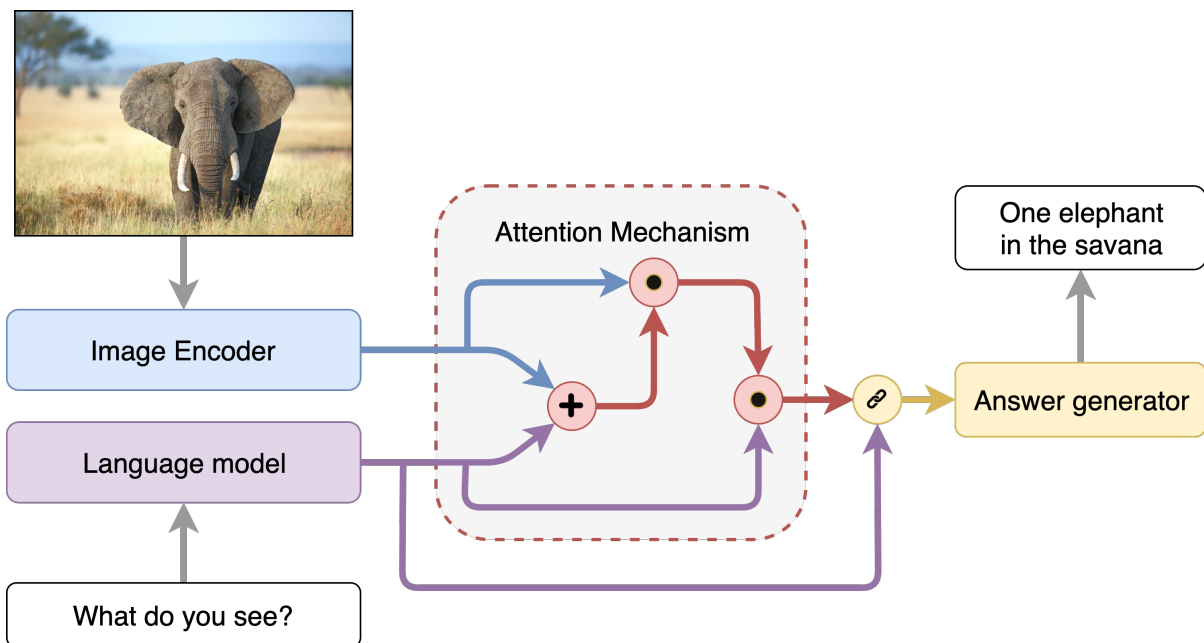 Attention Mechanism
One elephant
in the savana
Image Encoder
Answer generator
Language model
What do you see?